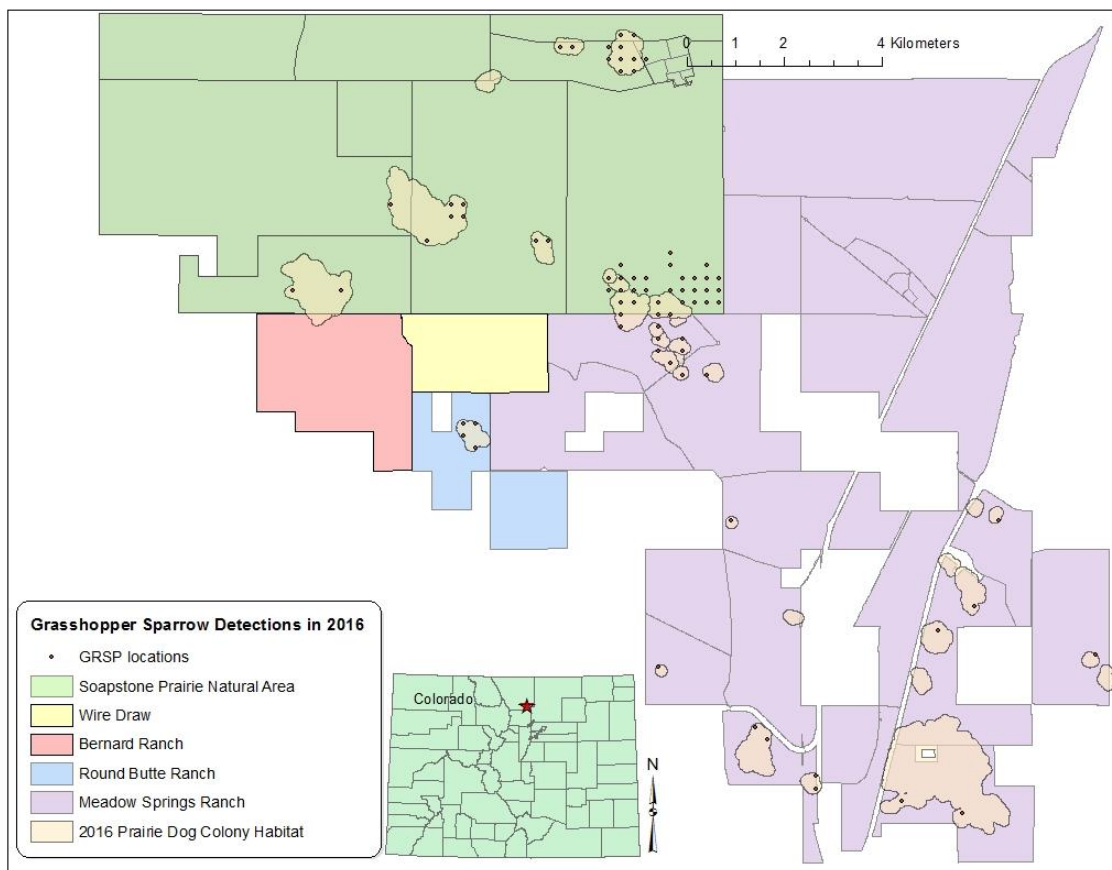 0 1 2 4 Kilometers
Grasshopper Sparrow Detections in 2016
GRSP locations
Soapstone Prairie Natural Area
Wire Draw
Bernard Ranch
Round Butte Ranch
Meadow Springs Ranch
2016 Prairie Dog Colony Habitat
Colorado
N